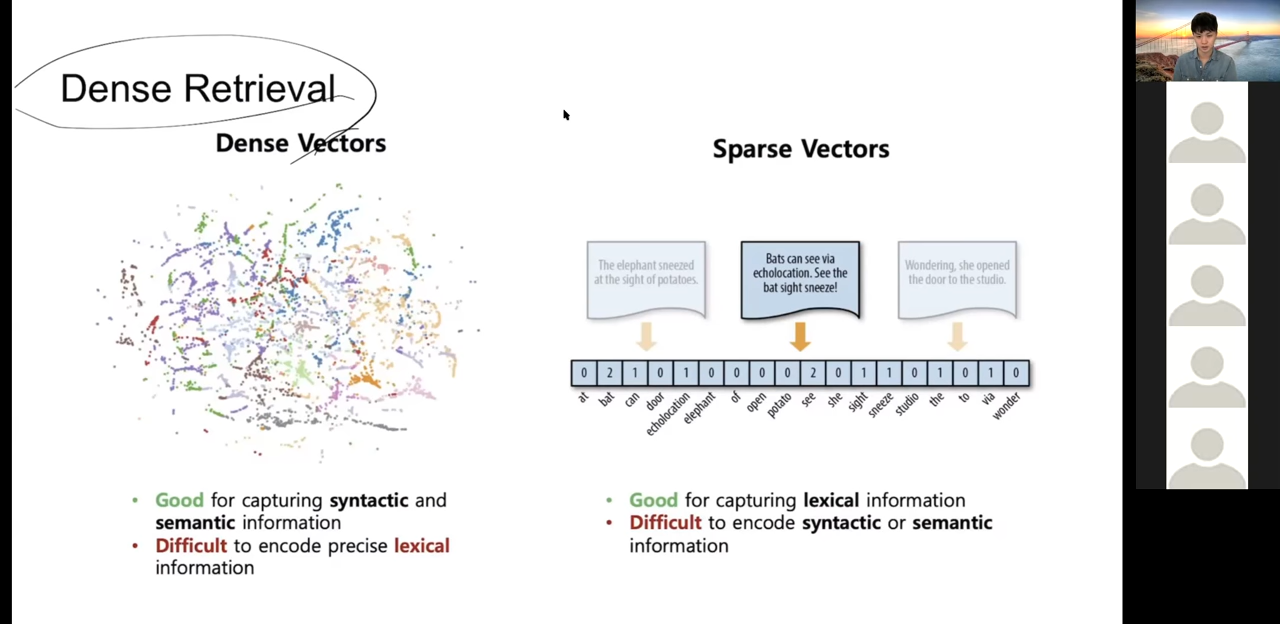 Dense Retrieval
Dense Vectors
Good for capturing syntactic and
semantic information
Difficult to encode precise lexical
information
Sparse Vectors
The elephant sneezed
at the sight of potatoes.
Bats can see via
echolocation. See the
bat sight sneeze!
Wondering, she opened
the door to the studio.
0 2 1 0 1 0 0 0 0 2 0 1 1 0 1 0 1 0
at bat can door echolocation elephant of open potato see she sight sneeze studio the to via wonder
Good for capturing lexical information
Difficult to encode syntactic or semantic
information